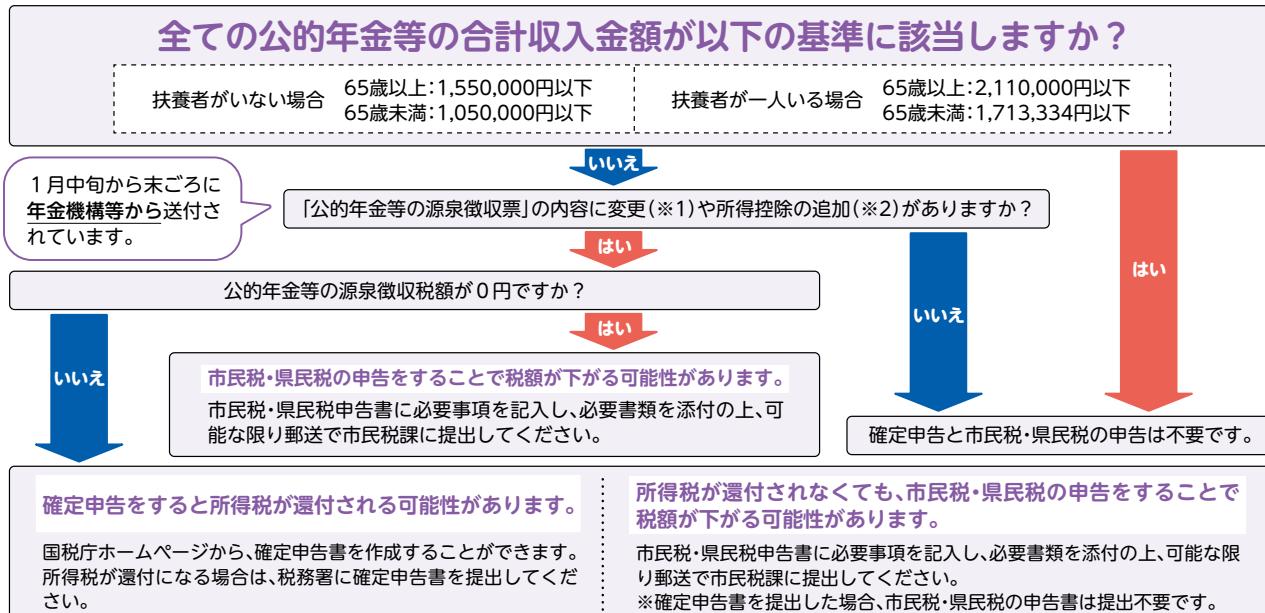 全ての公的年金等の合計収入金額が以下の基準に該当しますか？
扶養者がいない場合
65歳以上：1,550,000円以下
65歳未満：1,050,000円以下
扶養者が一人いる場合
65歳以上：2,110,000円以下
65歳未満：1,713,334円以下
いいえ
はい
１月中旬から末ごろに
年金機構等から送付さ
れています。
「公的年金等の源泉徴収票」の内容に変更（※1）や所得控除の追加（※2）がありますか？
はい
いいえ
公的年金等の源泉徴収税額が０円ですか？
いいえ
はい
市民税・県民税の申告をすることで税額が下がる可能性があります。
市民税・県民税申告書に必要事項を記入し、必要書類を添付の上、可
能な限り郵送で市民税課に提出してください。
確定申告と市民税・県民税の申告は不要です。
確定申告をすると所得税が還付される可能性があります。
国税庁ホームページから、確定申告書を作成することができます。
所得税が還付になる場合は、税務署に確定申告書を提出してくだ
さい。
所得税が還付されなくても、市民税・県民税の申告をすることで
税額が下がる可能性があります。
市民税・県民税申告書に必要事項を記入し、必要書類を添付の上、可能な限
り郵送で市民税課に提出してください。
※確定申告書を提出した場合、市民税・県民税の申告書は提出不要です。